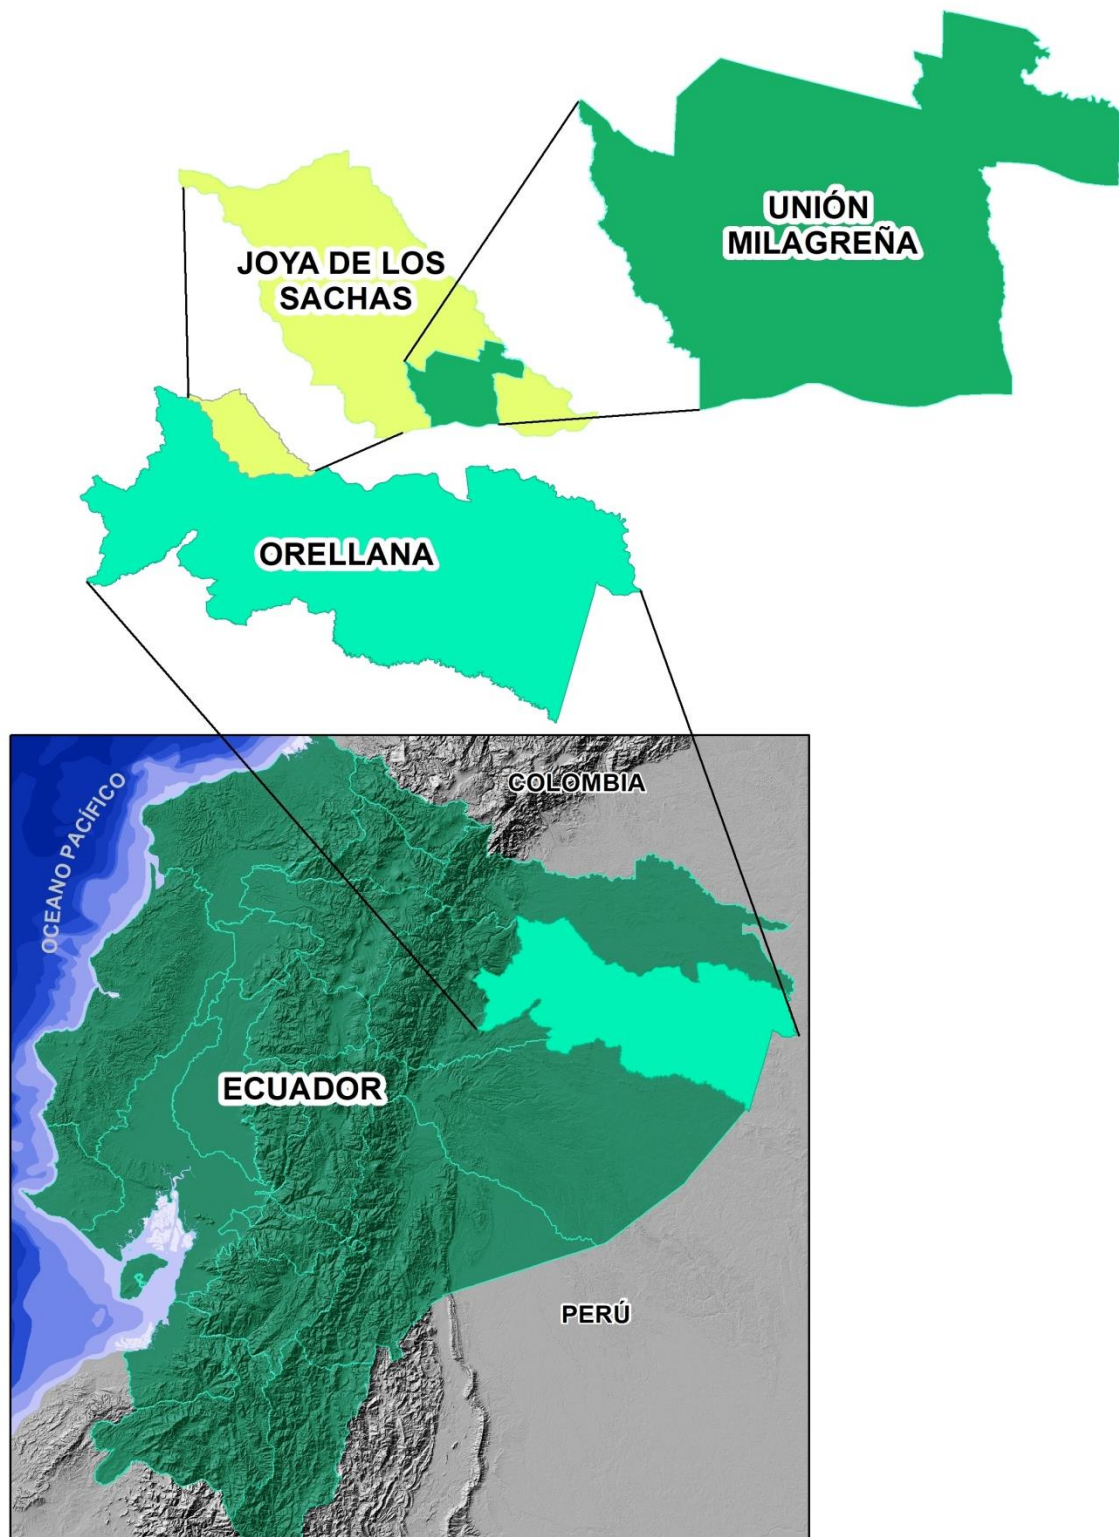 UNIÓN
MILAGREÑA
JOYA DE LOS
SACHAS
ORELLANA
COLOMBIA
OCEANO PACÍFICO
ECUADOR
PERÚ